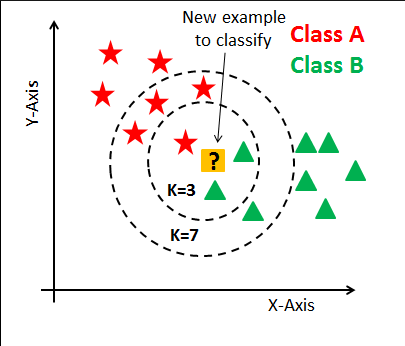 New example
to classify
Class A
Class B
Y-Axis
?
K=3
K=7
X-Axis